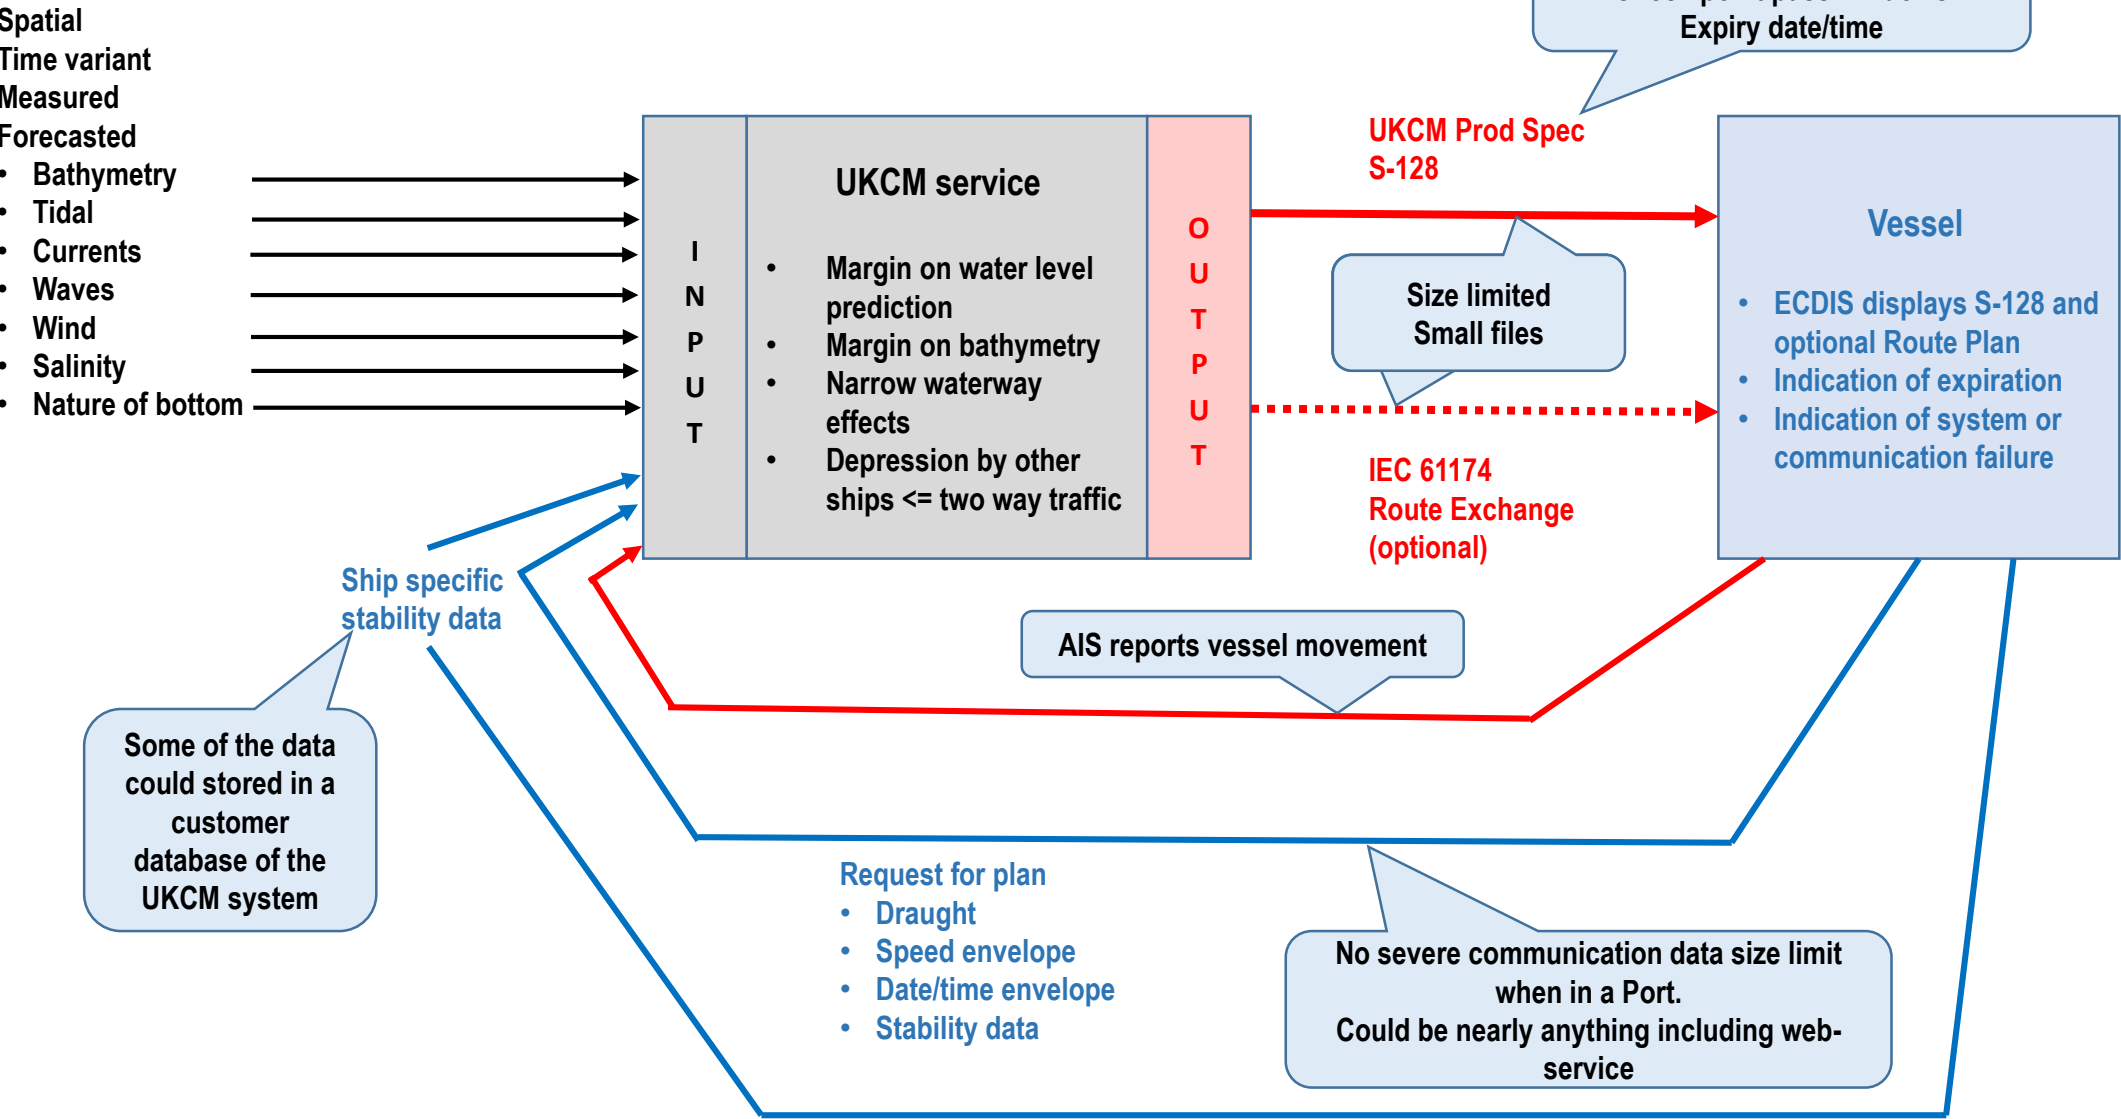 Spatial
Time variant
Measured
Forecasted
• Bathymetry
• Tidal
• Currents
• Waves
• Wind
• Salinity
• Nature of bottom
I
N
P
U
T
UKCM service
• Margin on water level
prediction
• Margin on bathymetry
• Narrow waterway
effects
• Depression by other
ships <= two way traffic
O
U
T
P
U
T
Expiry date/time
UKCM Prod Spec
S-128
Size limited
Small files
IEC 61174
Route Exchange
(optional)
Vessel
• ECDIS displays S-128 and
optional Route Plan
• Indication of expiration
• Indication of system or
communication failure
Ship specific
stability data
AIS reports vessel movement
Some of the data
could stored in a
customer
database of the
UKCM system
Request for plan
• Draught
• Speed envelope
• Date/time envelope
• Stability data
No severe communication data size limit
when in a Port.
Could be nearly anything including web-
service